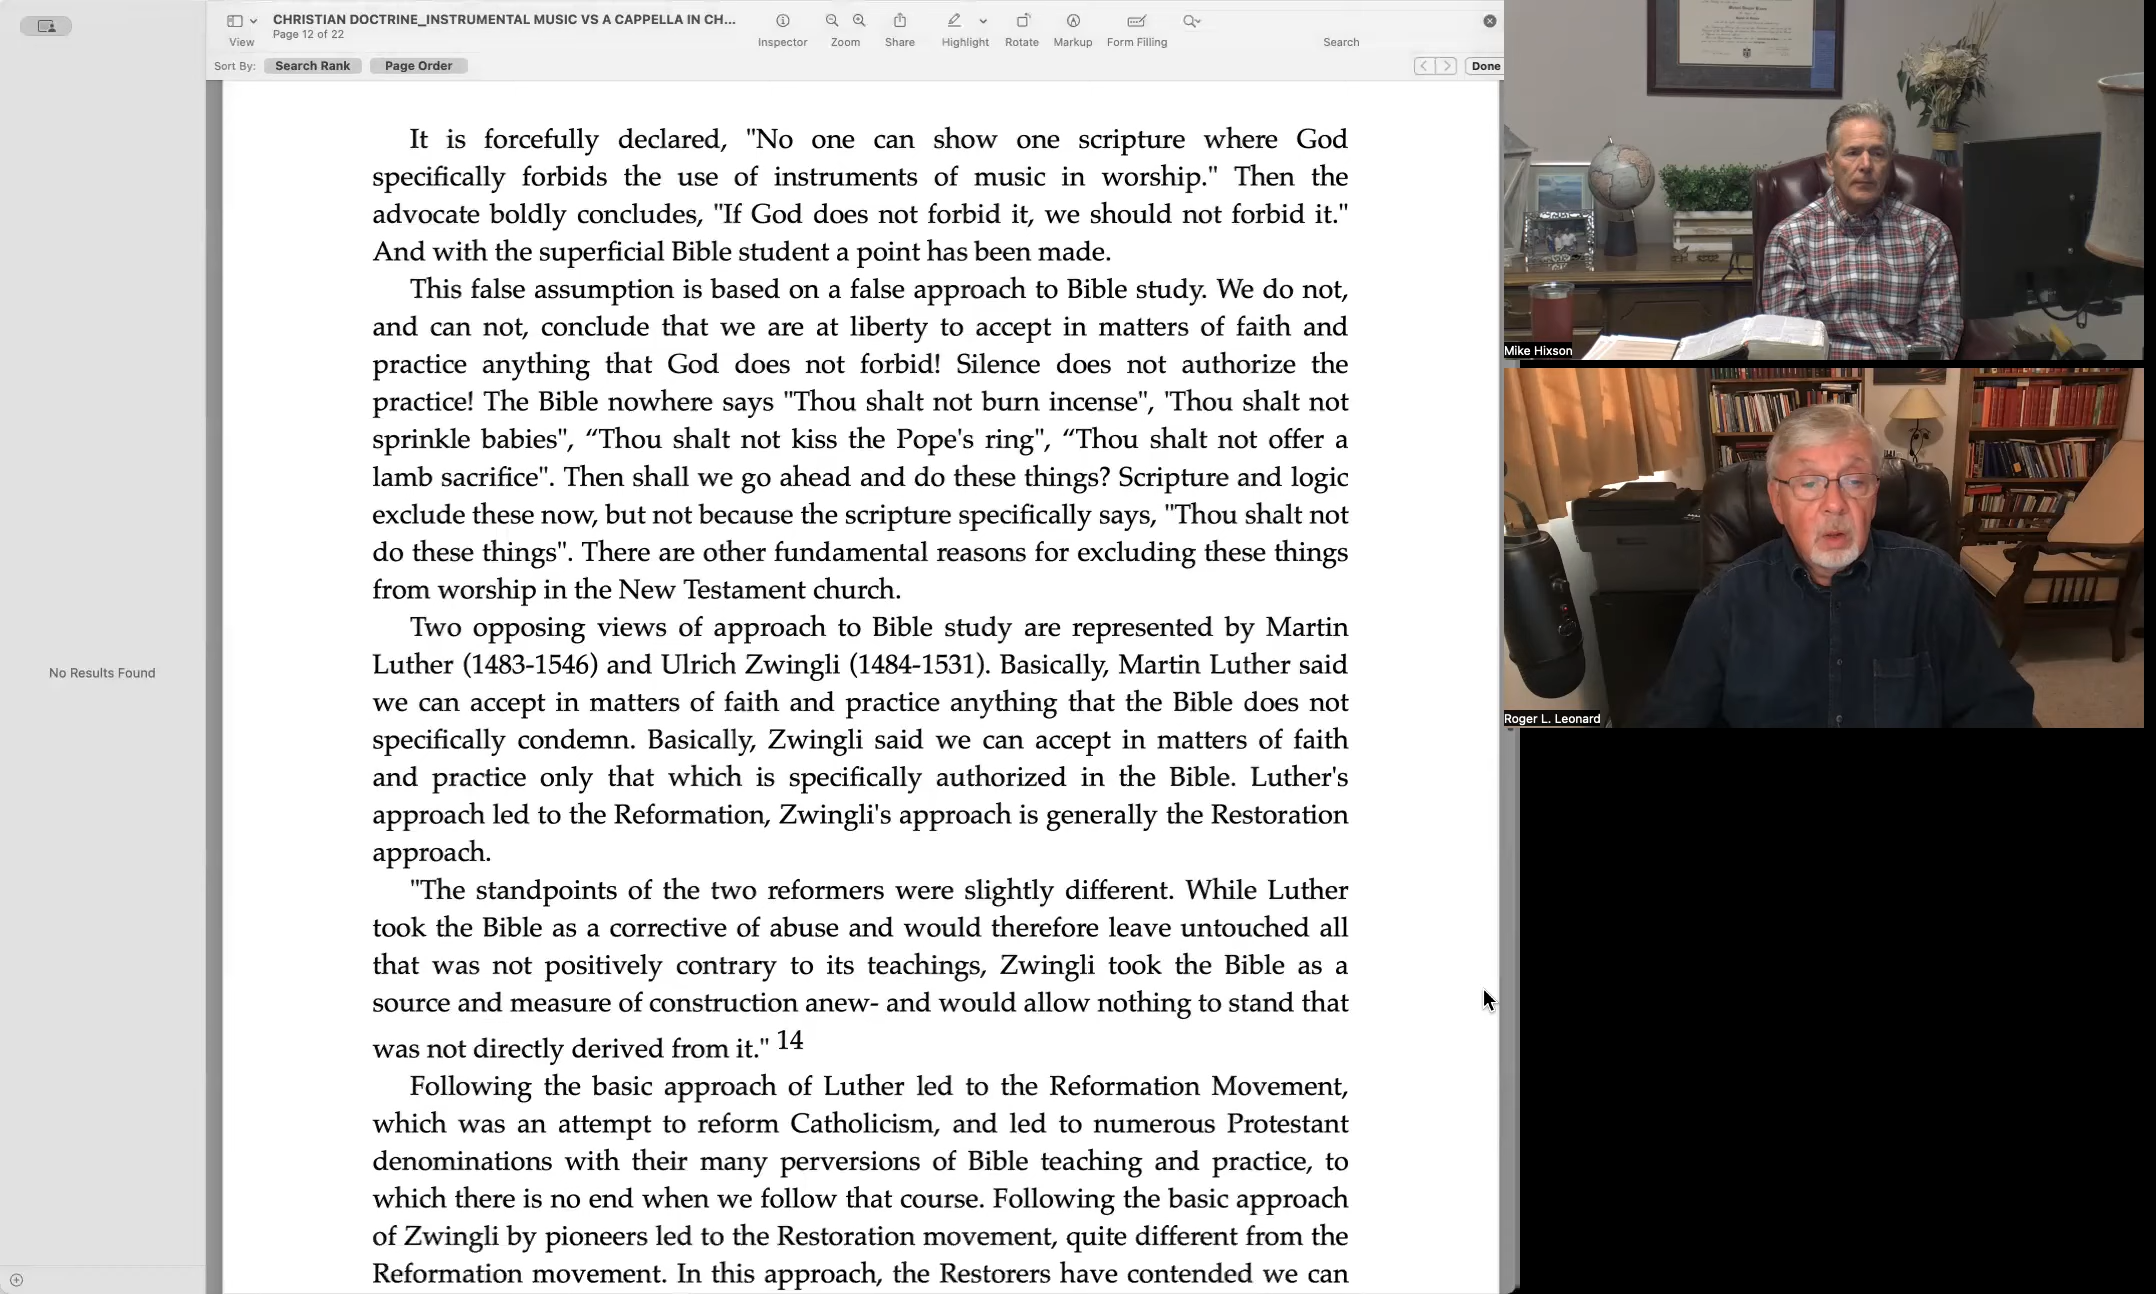 CHRISTIAN DOCTRINE_INSTRUMENTAL MUSIC VS A CAPPELLA IN CH...
Page 12 of 22
View
Inspector
Zoom
Share
Highlight
Rotate
Markup
Form Filling
Search
Sort By:
Search Rank
Page Order
Done
No Results Found
It is forcefully declared, "No one can show one scripture where God
specifically forbids the use of instruments of music in worship." Then the
advocate boldly concludes, "If God does not forbid it, we should not forbid it."
And with the superficial Bible student a point has been made.
This false assumption is based on a false approach to Bible study. We do not,
and can not, conclude that we are at liberty to accept in matters of faith and
practice anything that God does not forbid! Silence does not authorize the
practice! The Bible nowhere says "Thou shalt not burn incense", 'Thou shalt not
sprinkle babies", “Thou shalt not kiss the Pope's ring", “Thou shalt not offer a
lamb sacrifice". Then shall we go ahead and do these things? Scripture and logic
exclude these now, but not because the scripture specifically says, "Thou shalt not
do these things". There are other fundamental reasons for excluding these things
from worship in the New Testament church.
Two opposing views of approach to Bible study are represented by Martin
Luther (1483-1546) and Ulrich Zwingli (1484-1531). Basically, Martin Luther said
we can accept in matters of faith and practice anything that the Bible does not
specifically condemn. Basically, Zwingli said we can accept in matters of faith
and practice only that which is specifically authorized in the Bible. Luther's
approach led to the Reformation, Zwingli's approach is generally the Restoration
approach.
"The standpoints of the two reformers were slightly different. While Luther
took the Bible as a corrective of abuse and would therefore leave untouched all
that was not positively contrary to its teachings, Zwingli took the Bible as a
source and measure of construction anew- and would allow nothing to stand that
was not directly derived from it." 14
Following the basic approach of Luther led to the Reformation Movement,
which was an attempt to reform Catholicism, and led to numerous Protestant
denominations with their many perversions of Bible teaching and practice, to
which there is no end when we follow that course. Following the basic approach
of Zwingli by pioneers led to the Restoration movement, quite different from the
Reformation movement. In this approach, the Restorers have contended we can
Mike Hixson
Roger L. Leonard